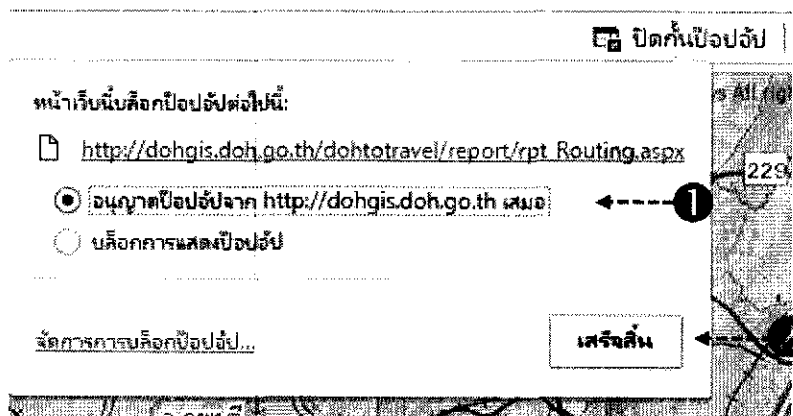 ปิดกั้นป๊อปอัป
หน้าเว็บนี้บล็อกป๊อปอัปต่อไปนี้:
s All rig
http://dohgis.doh.go.th/dohtotravel/report/rpt_Routing.aspx
229
อนุญาตป๊อปอัปจาก http://dohgis.doh.go.th เสมอ
1
บล็อกการแสดงป๊อปอัป
จัดการการบล็อกป๊อปอัป...
เสร็จสิ้น